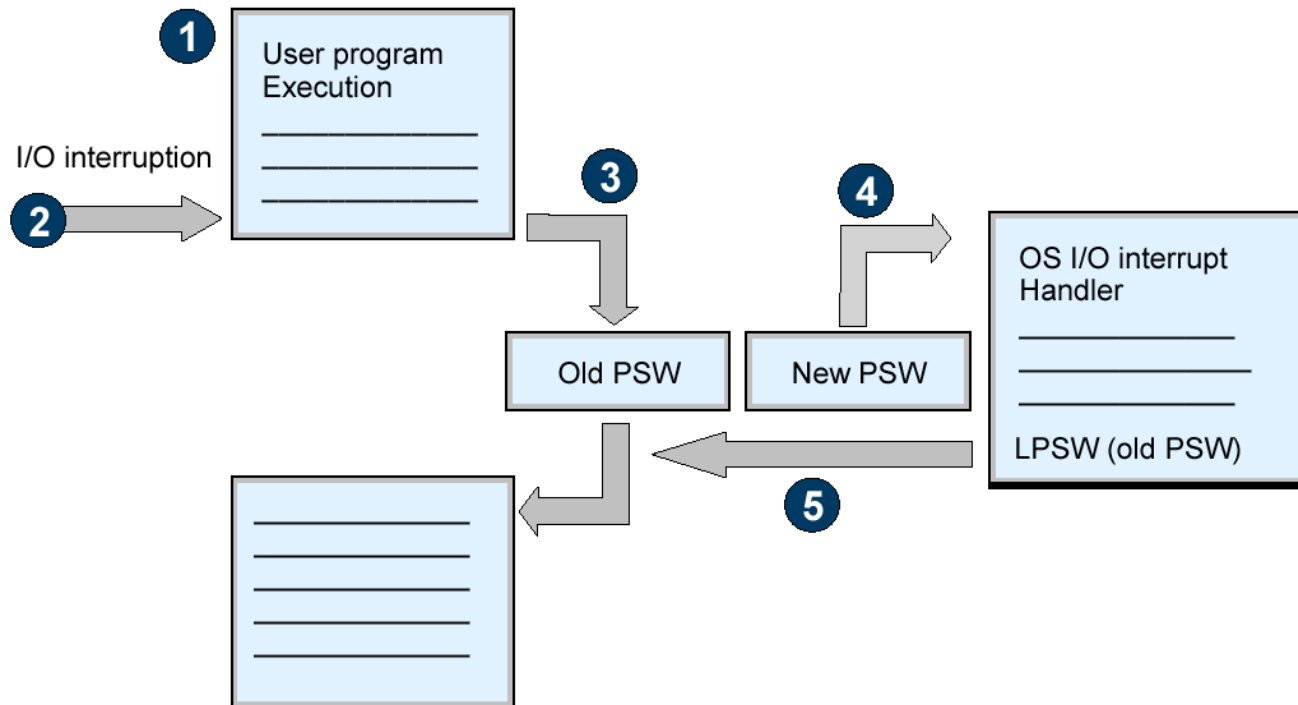 1
User program
Execution
I/O interruption
2
3
4
OS I/O interrupt
Handler
Old PSW
New PSW
LPSW (old PSW)
5